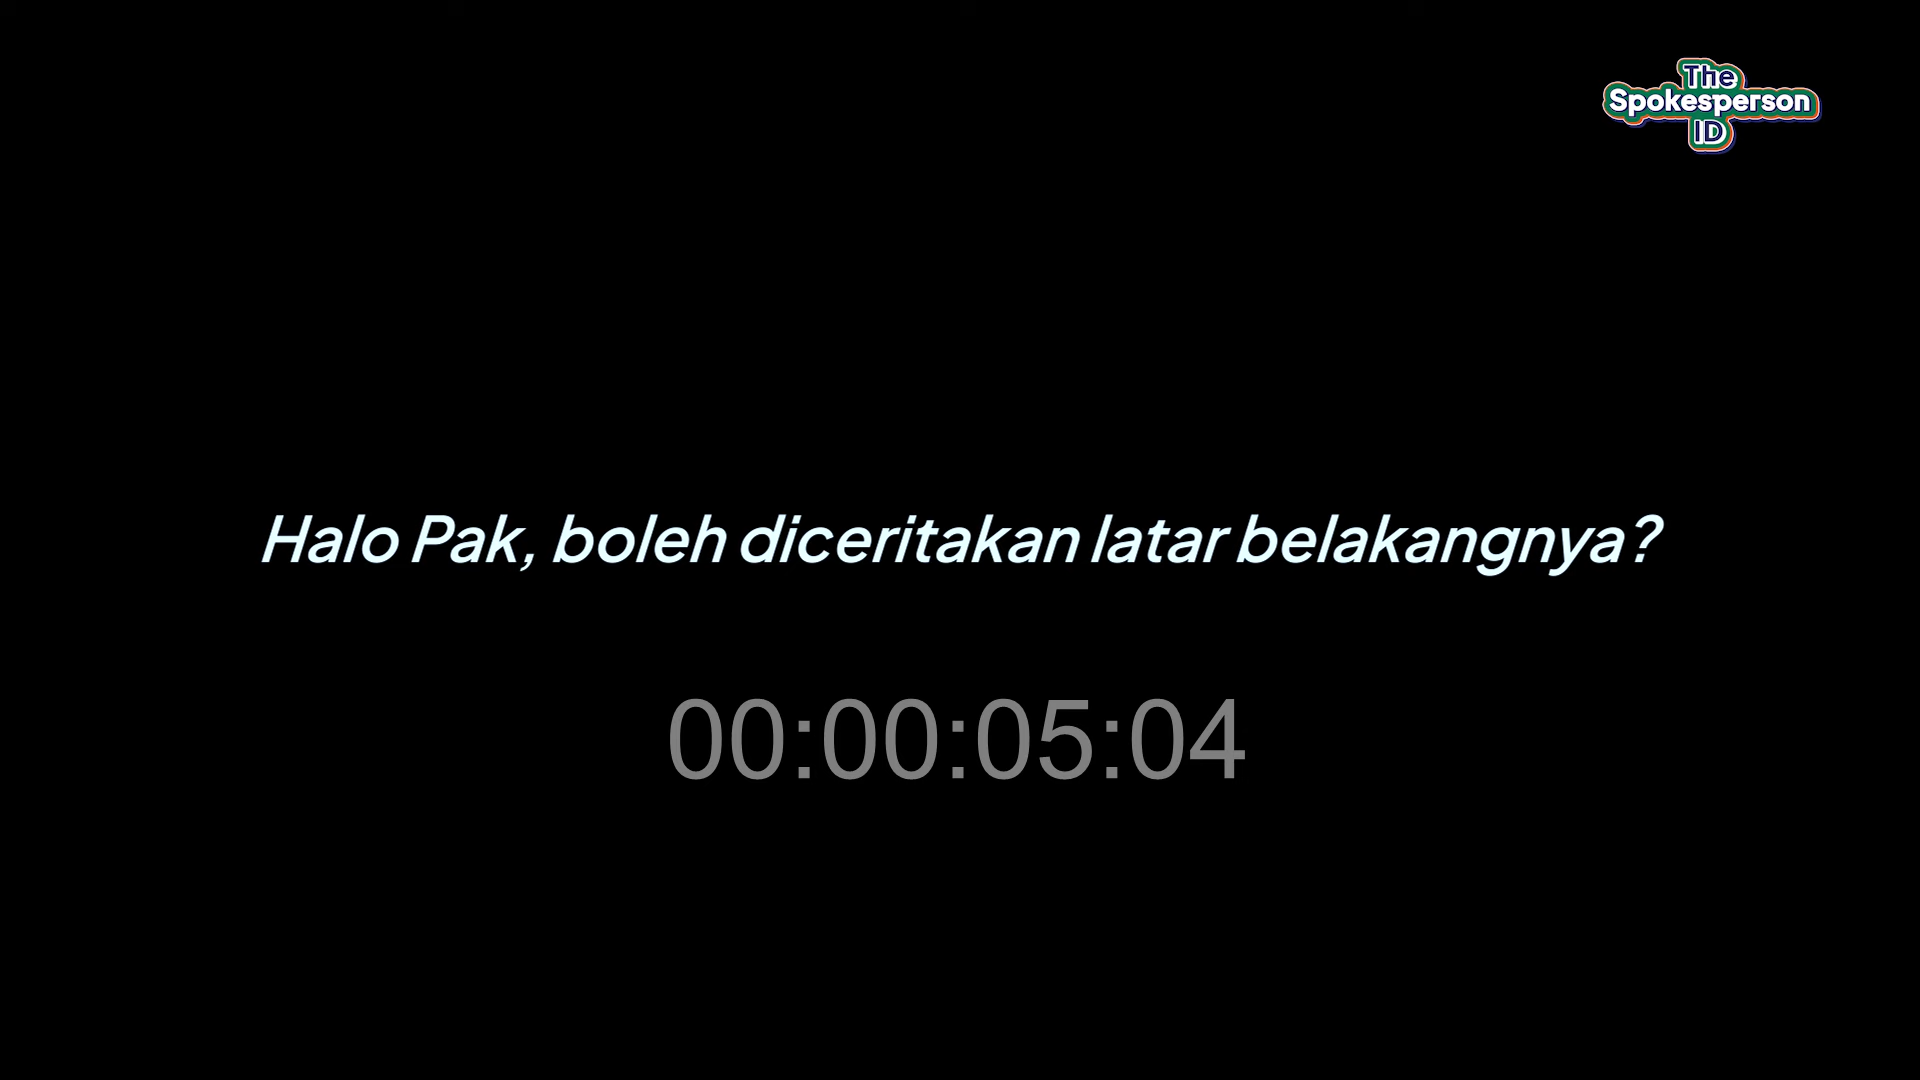 The
Spokesperson
ID
Halo Pak, boleh diceritakan latar belakangnya?
00:00:05:04